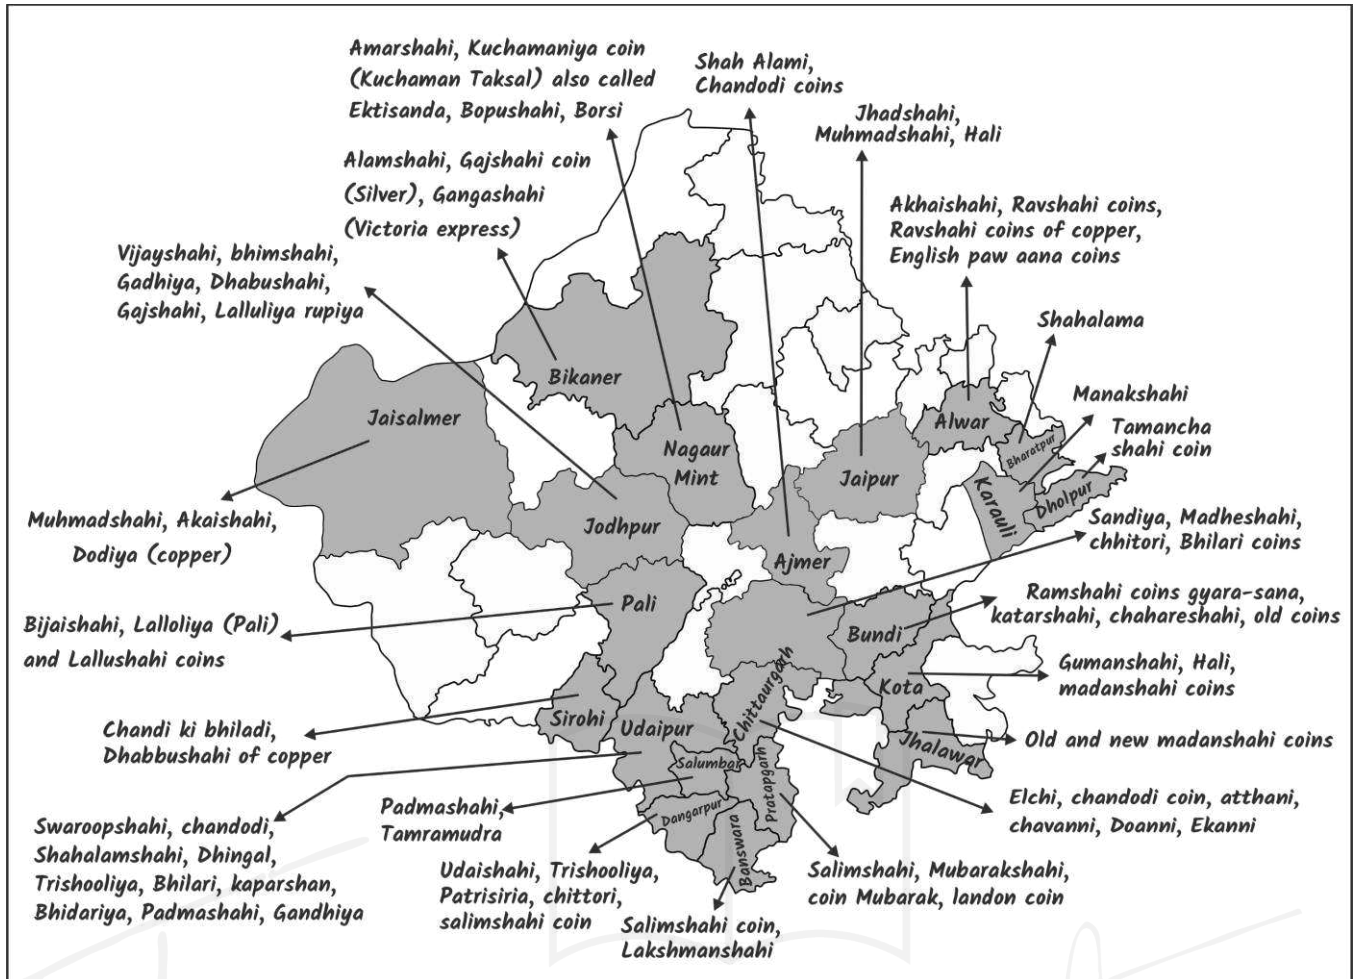 Amarshahi, Kuchamaniya coin
(Kuchaman Taksal) also called
Ektisanda, Bopushahi, Borsi
Shah Alami,
Chandodi coins
Jhadshahi,
Muhmadshahi, Hali
Alamshahi, Gajshahi coin
(Silver), Gangashahi
(Victoria express)
Akhaishahi, Ravshahi coins,
Ravshahi coins of copper,
English paw aana coins
Vijayshahi, bhimshahi,
Gadhiya, Dhabushahi,
Gajshahi, Lalluliya rupiya
Shahalama
Manakshahi
Tamancha
shahi coin
Bikaner
Jaisalmer
Nagaur
Mint
Alwar
Bharatpur
Jaipur
Karauli
Dholpur
Jodhpur
Ajmer
Muhmadshahi, Akaishahi,
Dodiya (copper)
Sandiya, Madheshahi,
chhitori, Bhilari coins
Pali
Bundi
Ramshahi coins gyara-sana,
katarshahi, chahareshahi, old coins
Bijaishahi, Lalloliya (Pali)
and Lallushahi coins
Gumanshahi, Hali,
madanshahi coins
Kota
Chittaurgarh
Sirohi
Udaipur
Chandi ki bhiladi,
Dhabbushahi of copper
Jhalawar
Old and new madanshahi coins
Salumbar
Pratapgarh
Dangarpur
Banswara
Padmashahi,
Tamramudra
Elchi, chandodi coin, atthani,
chavanni, Doanni, Ekanni
Swaroopshahi, chandodi,
Shahalamshahi, Dhingal,
Trishooliya, Bhilari, kaparshan,
Bhidariya, Padmashahi, Gandhiya
Udaishahi, Trishooliya,
Patrisiria, chittori,
salimshahi coin
Salimshahi coin,
Lakshmanshahi
Salimshahi, Mubarakshahi,
coin Mubarak, landon coin